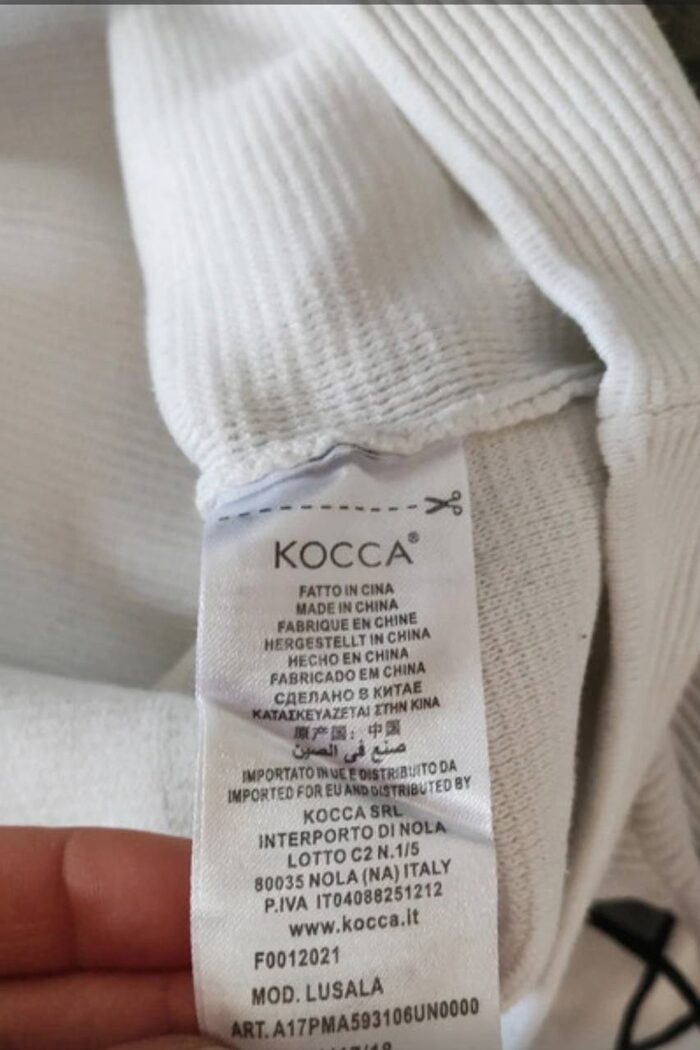 KOCCA®
FATTO IN CINA
MADE IN CHINA
FABRIQUE EN CHINE
HERGESTELLT IN CHINA
HECHO EN CHINA
FABRICADO EM CHINA
СДЕЛАНО В КИТАЕ
ΚΑΤΑΣΚΕΥΑΖΕΤΑΙ ΣΤΗΝ ΚΙΝΑ
原产国：中国
صنع في الصين
IMPORTATO IN UE E DISTRIBUITO DA
IMPORTED FOR EU AND DISTRIBUTED BY
KOCCA SRL
INTERPORTO DI NOLA
LOTTO C2 N.1/5
80035 NOLA (NA) ITALY
P.IVA IT04088251212
www.kocca.it
F0012021
MOD. LUSALA
ART. A17PMA593106UN0000